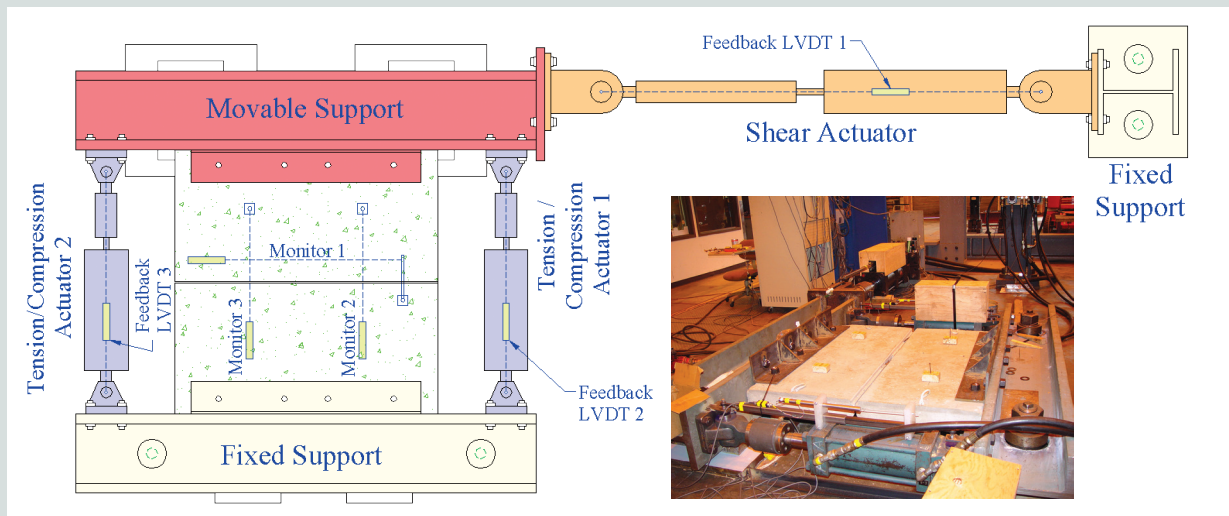 Feedback LVDT 1
Movable Support
Shear Actuator
Fixed
Support
Tension/Compression
Actuator 2
Feedback
LVDT 3
Monitor 1
Monitor 3
Monitor 2
Tension /
Compression
Actuator 1
Feedback
LVDT 2
Fixed Support